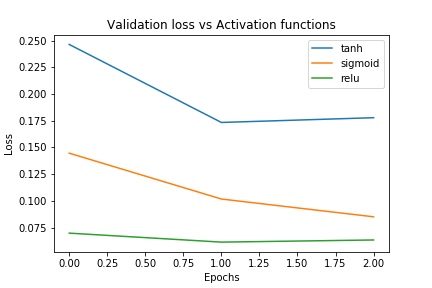 Validation loss vs Activation functions
0.250
0.225
0.200
0.175
0.150
0.125
0.100
0.075
Loss
tanh
sigmoid
relu
0.00 0.25 0.50 0.75 1.00 1.25 1.50 1.75 2.00
Epochs